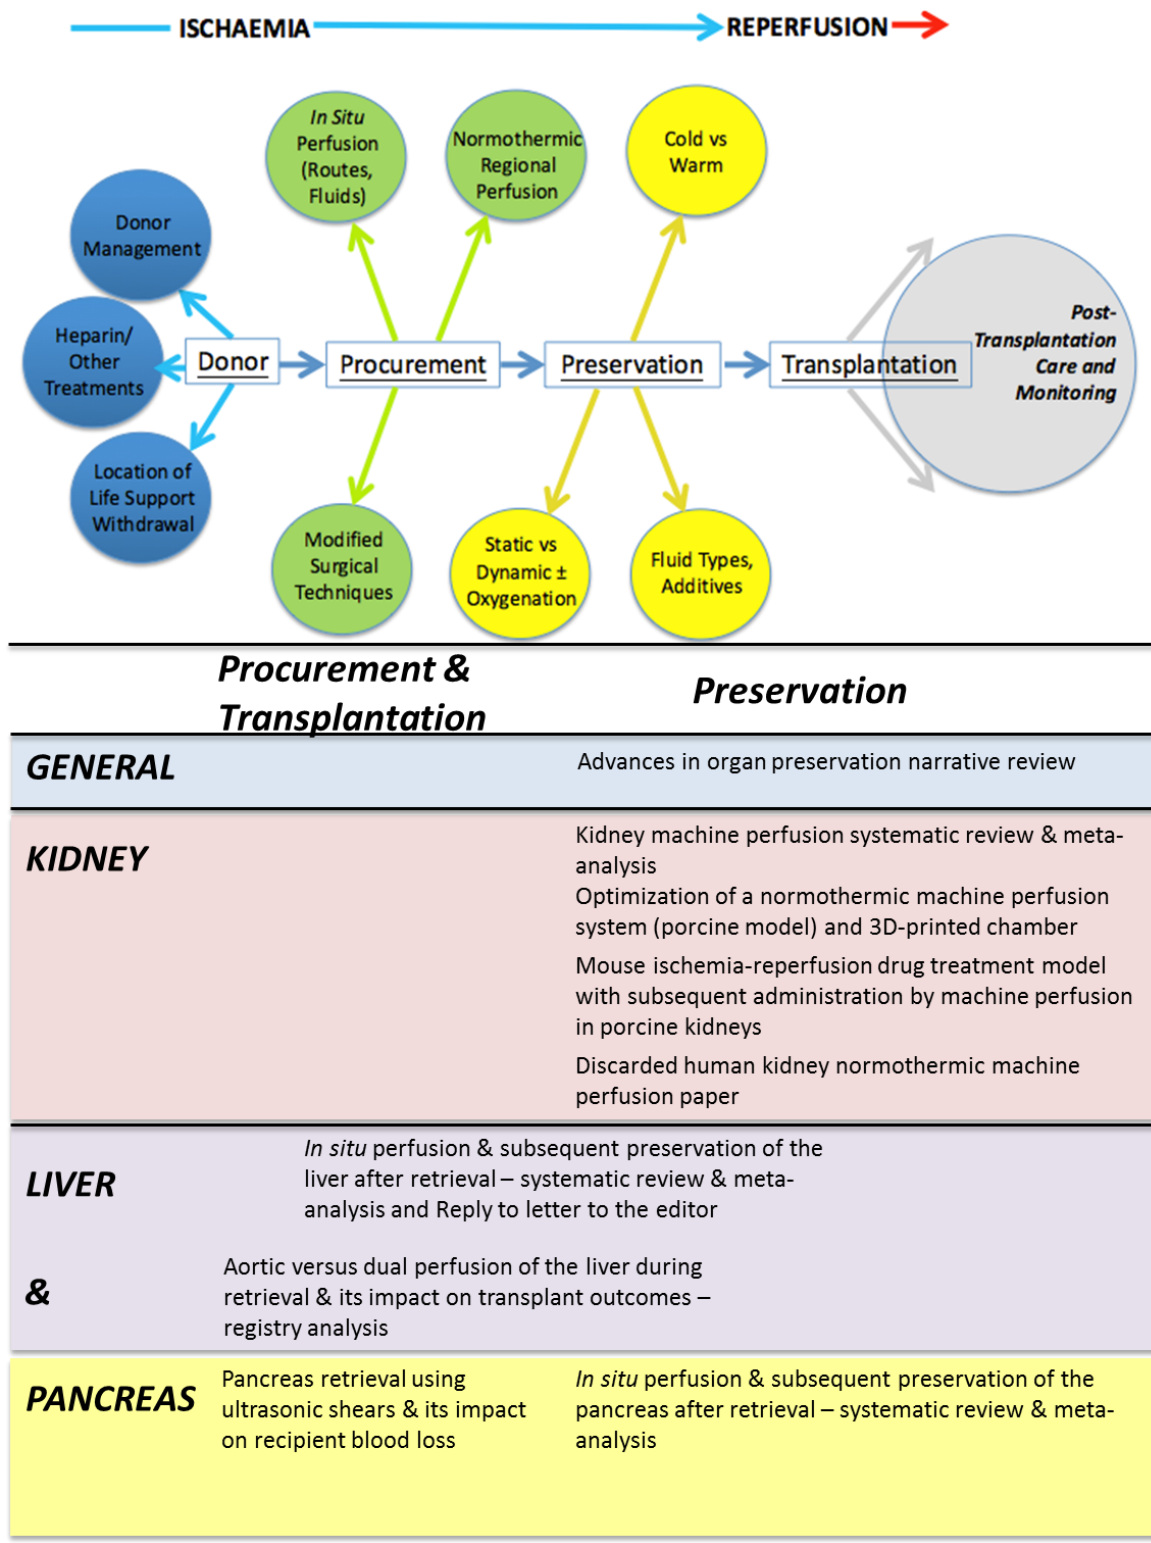 ISCHAEMIA
REPERFUSION
In Situ
Perfusion
(Routes,
Fluids)
Normothermic
Regional
Perfusion
Cold vs
Warm
Donor
Management
Heparin/
Other
Treatments
Location of
Life Support
Withdrawal
Donor
Procurement
Preservation
Transplantation
Post-
Transplantation
Care and
Monitoring
Modified
Surgical
Techniques
Static vs
Dynamic ±
Oxygenation
Fluid Types,
Additives
Procurement &
Transplantation
Preservation
GENERAL
Advances in organ preservation narrative review
KIDNEY
Kidney machine perfusion systematic review & meta-
analysis
Optimization of a normothermic machine perfusion
system (porcine model) and 3D-printed chamber
Mouse ischemia-reperfusion drug treatment model
with subsequent administration by machine perfusion
in porcine kidneys
Discarded human kidney normothermic machine
perfusion paper
LIVER
In situ perfusion & subsequent preservation of the
liver after retrieval – systematic review & meta-
analysis and Reply to letter to the editor
&
Aortic versus dual perfusion of the liver during
retrieval & its impact on transplant outcomes –
registry analysis
PANCREAS
Pancreas retrieval using
ultrasonic shears & its impact
on recipient blood loss
In situ perfusion & subsequent preservation of the
pancreas after retrieval – systematic review & meta-
analysis